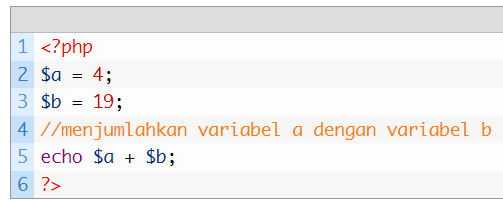 1 <?php
2 $a = 4;
3 $b = 19;
4 //menjumlahkan variabel a dengan variabel b
5 echo $a + $b;
6 ?>